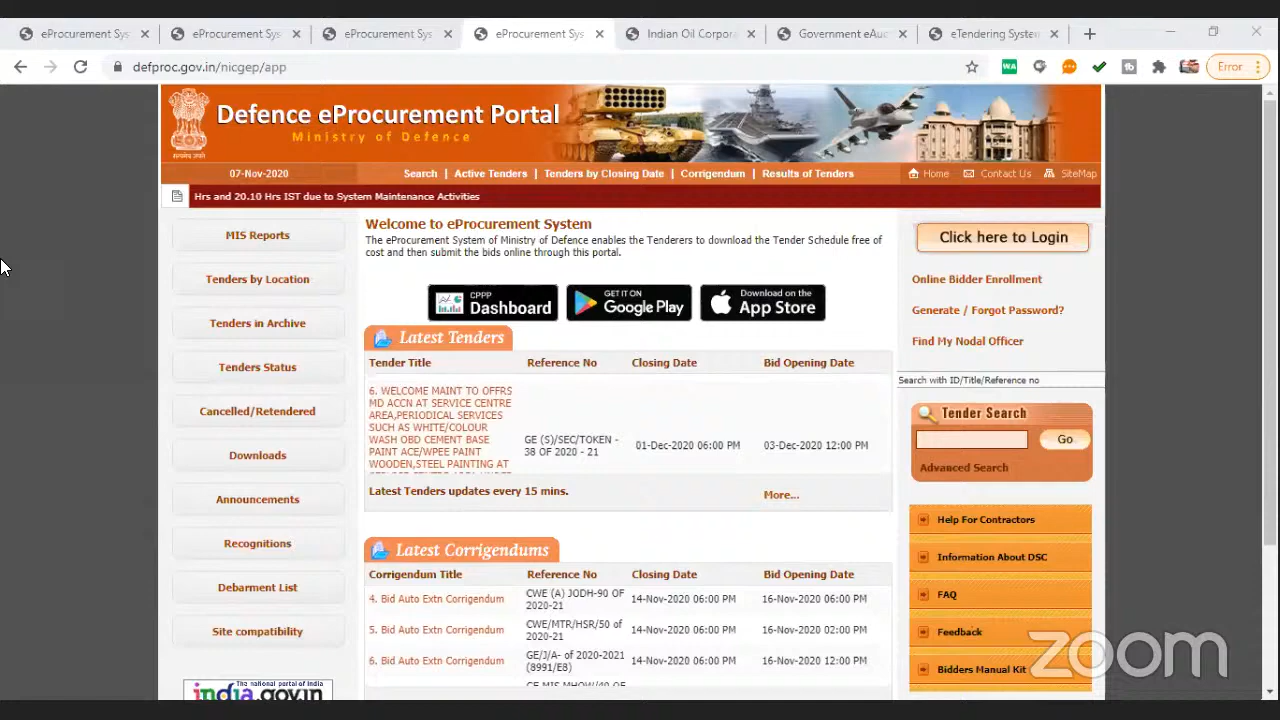 eProcurement Sys
eProcurement Sys
eProcurement Sys
eProcurement Sys
Indian Oil Corpora
Government eAuc
eTendering System
defproc.gov.in/nicgep/app
WA
Error
Defence eProcurement Portal
Ministry of Defence
07-Nov-2020
Search | Active Tenders | Tenders by Closing Date | Corrigendum | Results of Tenders
Home
Contact Us
SiteMap
Hrs and 20.10 Hrs IST due to System Maintenance Activities
MIS Reports
Tenders by Location
Tenders in Archive
Tenders Status
Cancelled/Retendered
Downloads
Announcements
Recognitions
Debarment List
Site compatibility
The national portal of India
india.gov.in
Welcome to eProcurement System
The eProcurement System of Ministry of Defence enables the Tenderers to download the Tender Schedule free of
cost and then submit the bids online through this portal.
CPPP
Dashboard
GET IT ON
Google Play
Download on the
App Store
Latest Tenders
Tender Title Reference No Closing Date Bid Opening Date
6. WELCOME MAINT TO OFFRS
MD ACCN AT SERVICE CENTRE
AREA,PERIODICAL SERVICES
SUCH AS WHITE/COLOUR
WASH OBD CEMENT BASE
PAINT ACE/WPEE PAINT
WOODEN,STEEL PAINTING AT
GE (S)/SEC/TOKEN -
38 OF 2020 - 21
01-Dec-2020 06:00 PM
03-Dec-2020 12:00 PM
Latest Tenders updates every 15 mins.
More...
Latest Corrigendums
Corrigendum Title Reference No Closing Date Bid Opening Date
4. Bid Auto Extn Corrigendum
CWE (A) JODH-90 OF
2020-21
14-Nov-2020 06:00 PM
16-Nov-2020 06:00 PM
5. Bid Auto Extn Corrigendum
CWE/MTR/HSR/50 of
2020-21
14-Nov-2020 06:00 PM
16-Nov-2020 02:00 PM
6. Bid Auto Extn Corrigendum
GE/J/A- of 2020-2021
(8991/E8)
14-Nov-2020 06:00 PM
16-Nov-2020 12:00 PM
Click here to Login
Online Bidder Enrollment
Generate / Forgot Password?
Find My Nodal Officer
Search with ID/Title/Reference no
Tender Search
Go
Advanced Search
Help For Contractors
Information About DSC
FAQ
Feedback
Bidders Manual Kit
zoom